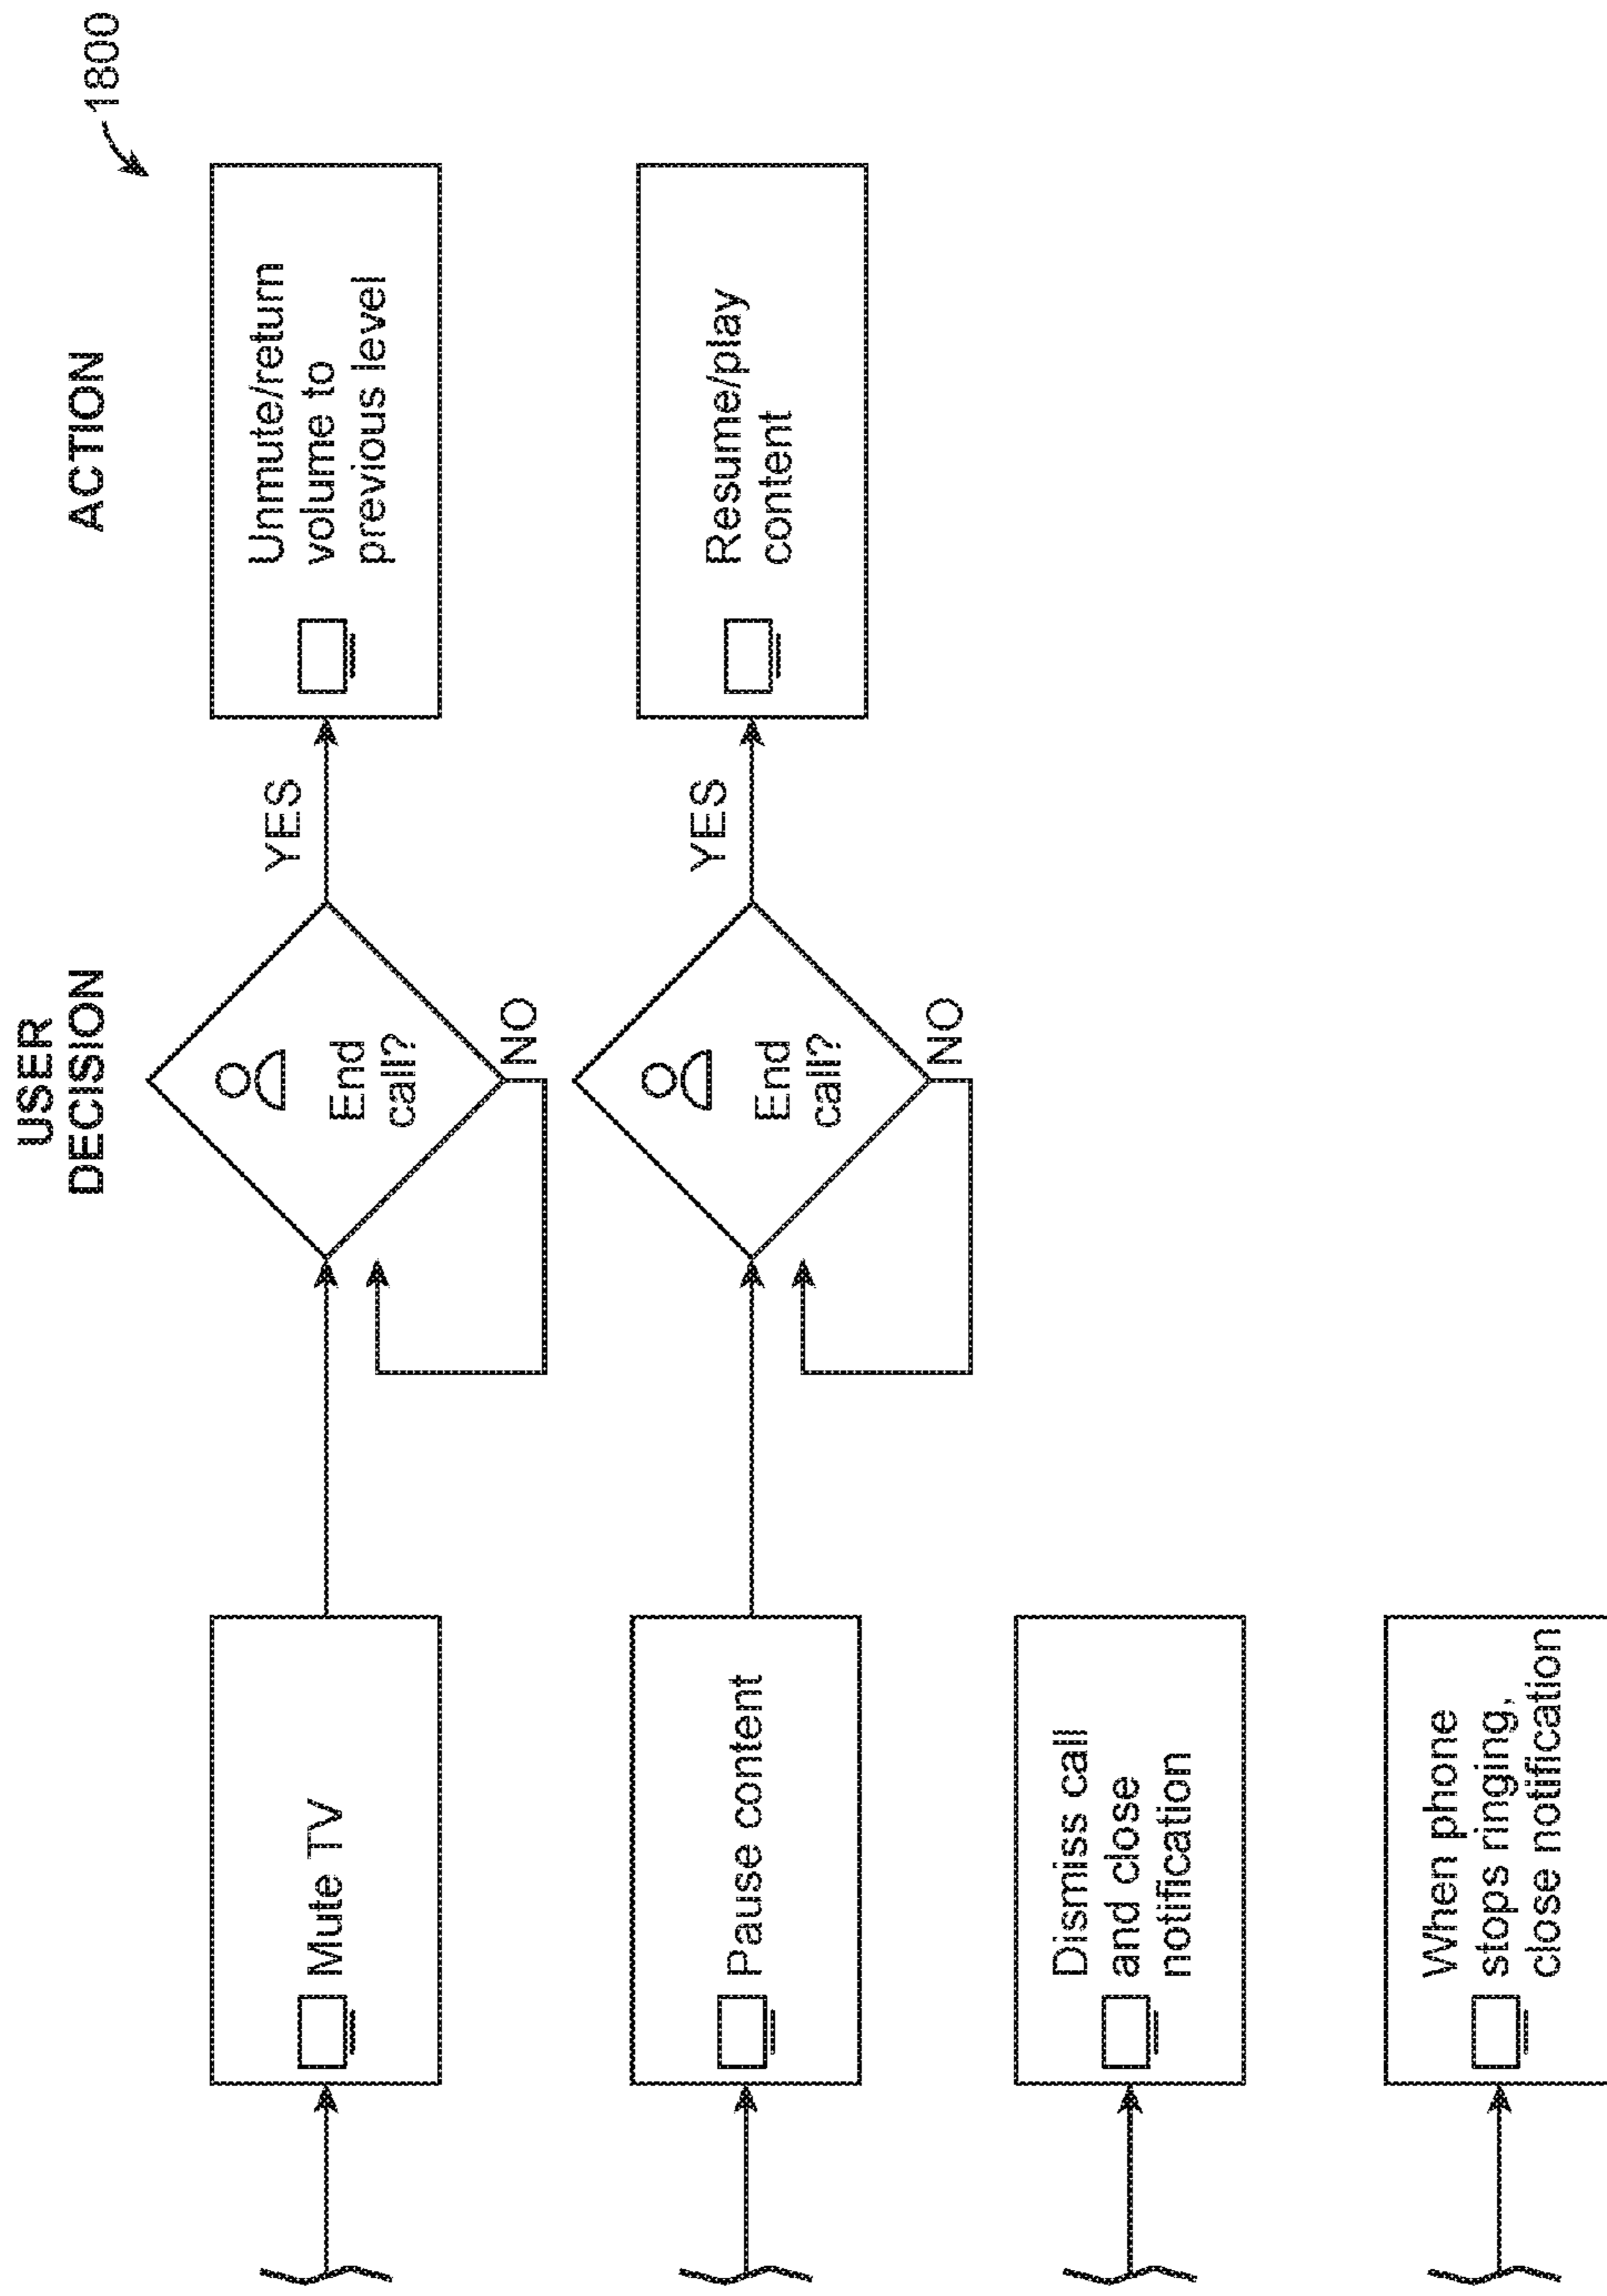 1800
USER
DECISION
ACTION
Mute TV
End
call?
YES
NO
Unmute/return
volume to
previous level
Pause content
End
call?
YES
NO
Resume/play
content
Dismiss call
and close
notification
When phone
stops ringing,
close notification